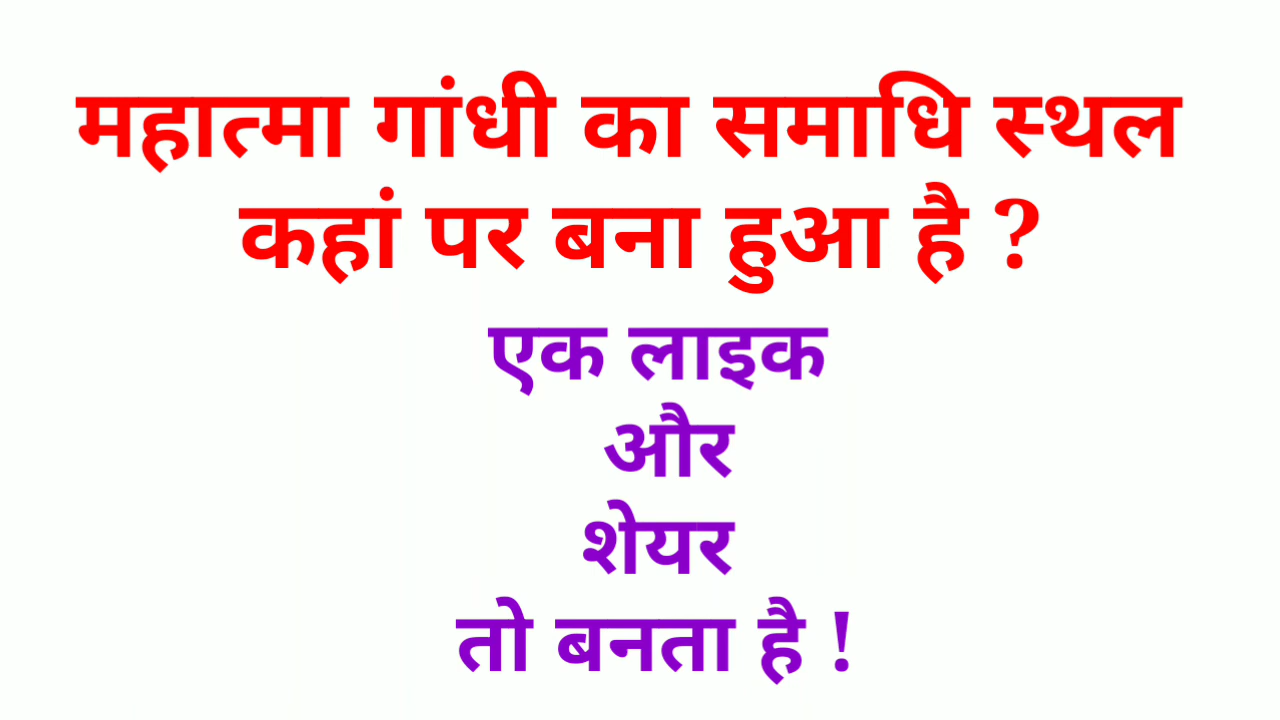 महात्मा गांधी का समाधि स्थल
कहां पर बना हुआ है ?
एक लाइक
और
शेयर
तो बनता है !